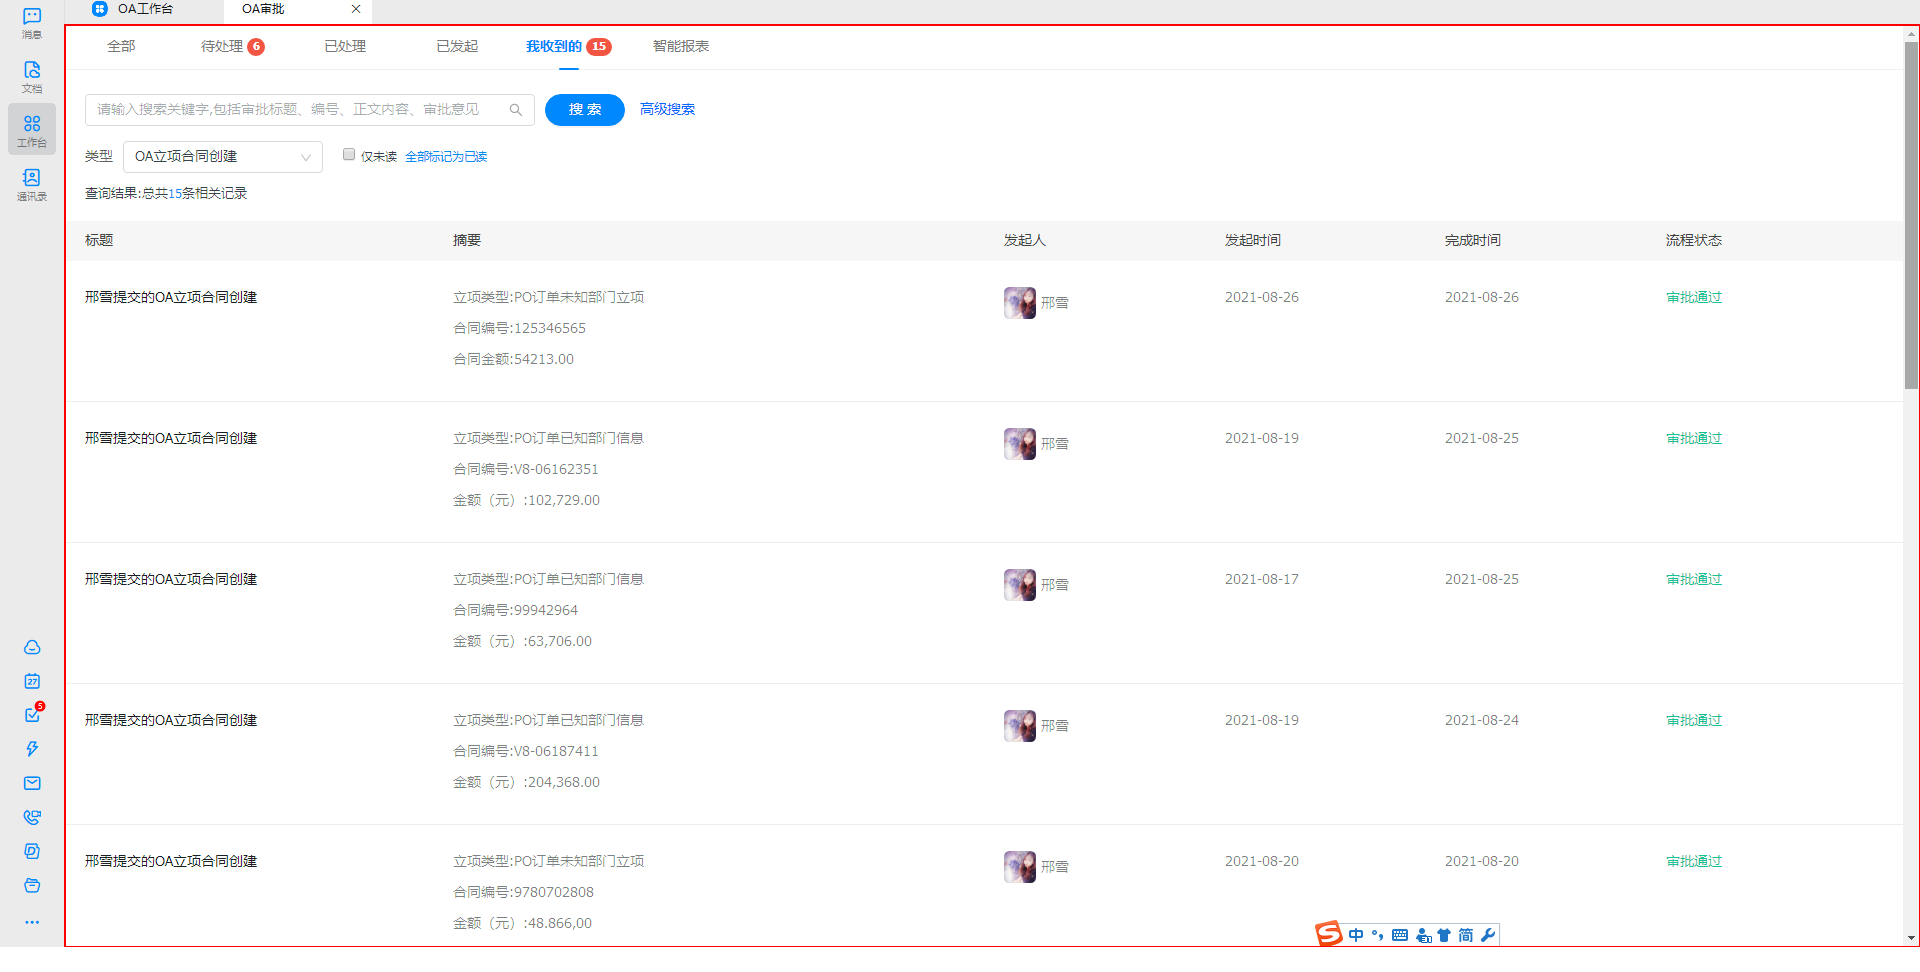 OA工作台 OA审批
消息
文档
工作台
通讯录
27
5
全部 待处理 6 已处理 已发起 我收到的 15 智能报表
请输入搜索关键字,包括审批标题、编号、正文内容、审批意见 搜 索 高级搜索
类型 OA立项合同创建 仅未读 全部标记为已读
查询结果:总共15条相关记录
标题 摘要 发起人 发起时间 完成时间 流程状态
邢雪提交的OA立项合同创建 立项类型:PO订单未知部门立项 邢雪 2021-08-26 2021-08-26 审批通过
合同编号:125346565
合同金额:54213.00
邢雪提交的OA立项合同创建 立项类型:PO订单已知部门信息 邢雪 2021-08-19 2021-08-25 审批通过
合同编号:V8-06162351
金额（元）:102,729.00
邢雪提交的OA立项合同创建 立项类型:PO订单已知部门信息 邢雪 2021-08-17 2021-08-25 审批通过
合同编号:99942964
金额（元）:63,706.00
邢雪提交的OA立项合同创建 立项类型:PO订单已知部门信息 邢雪 2021-08-19 2021-08-24 审批通过
合同编号:V8-06187411
金额（元）:204,368.00
邢雪提交的OA立项合同创建 立项类型:PO订单未知部门立项 邢雪 2021-08-20 2021-08-20 审批通过
合同编号:9780702808
金额（元）:48.866,00
S 中 简